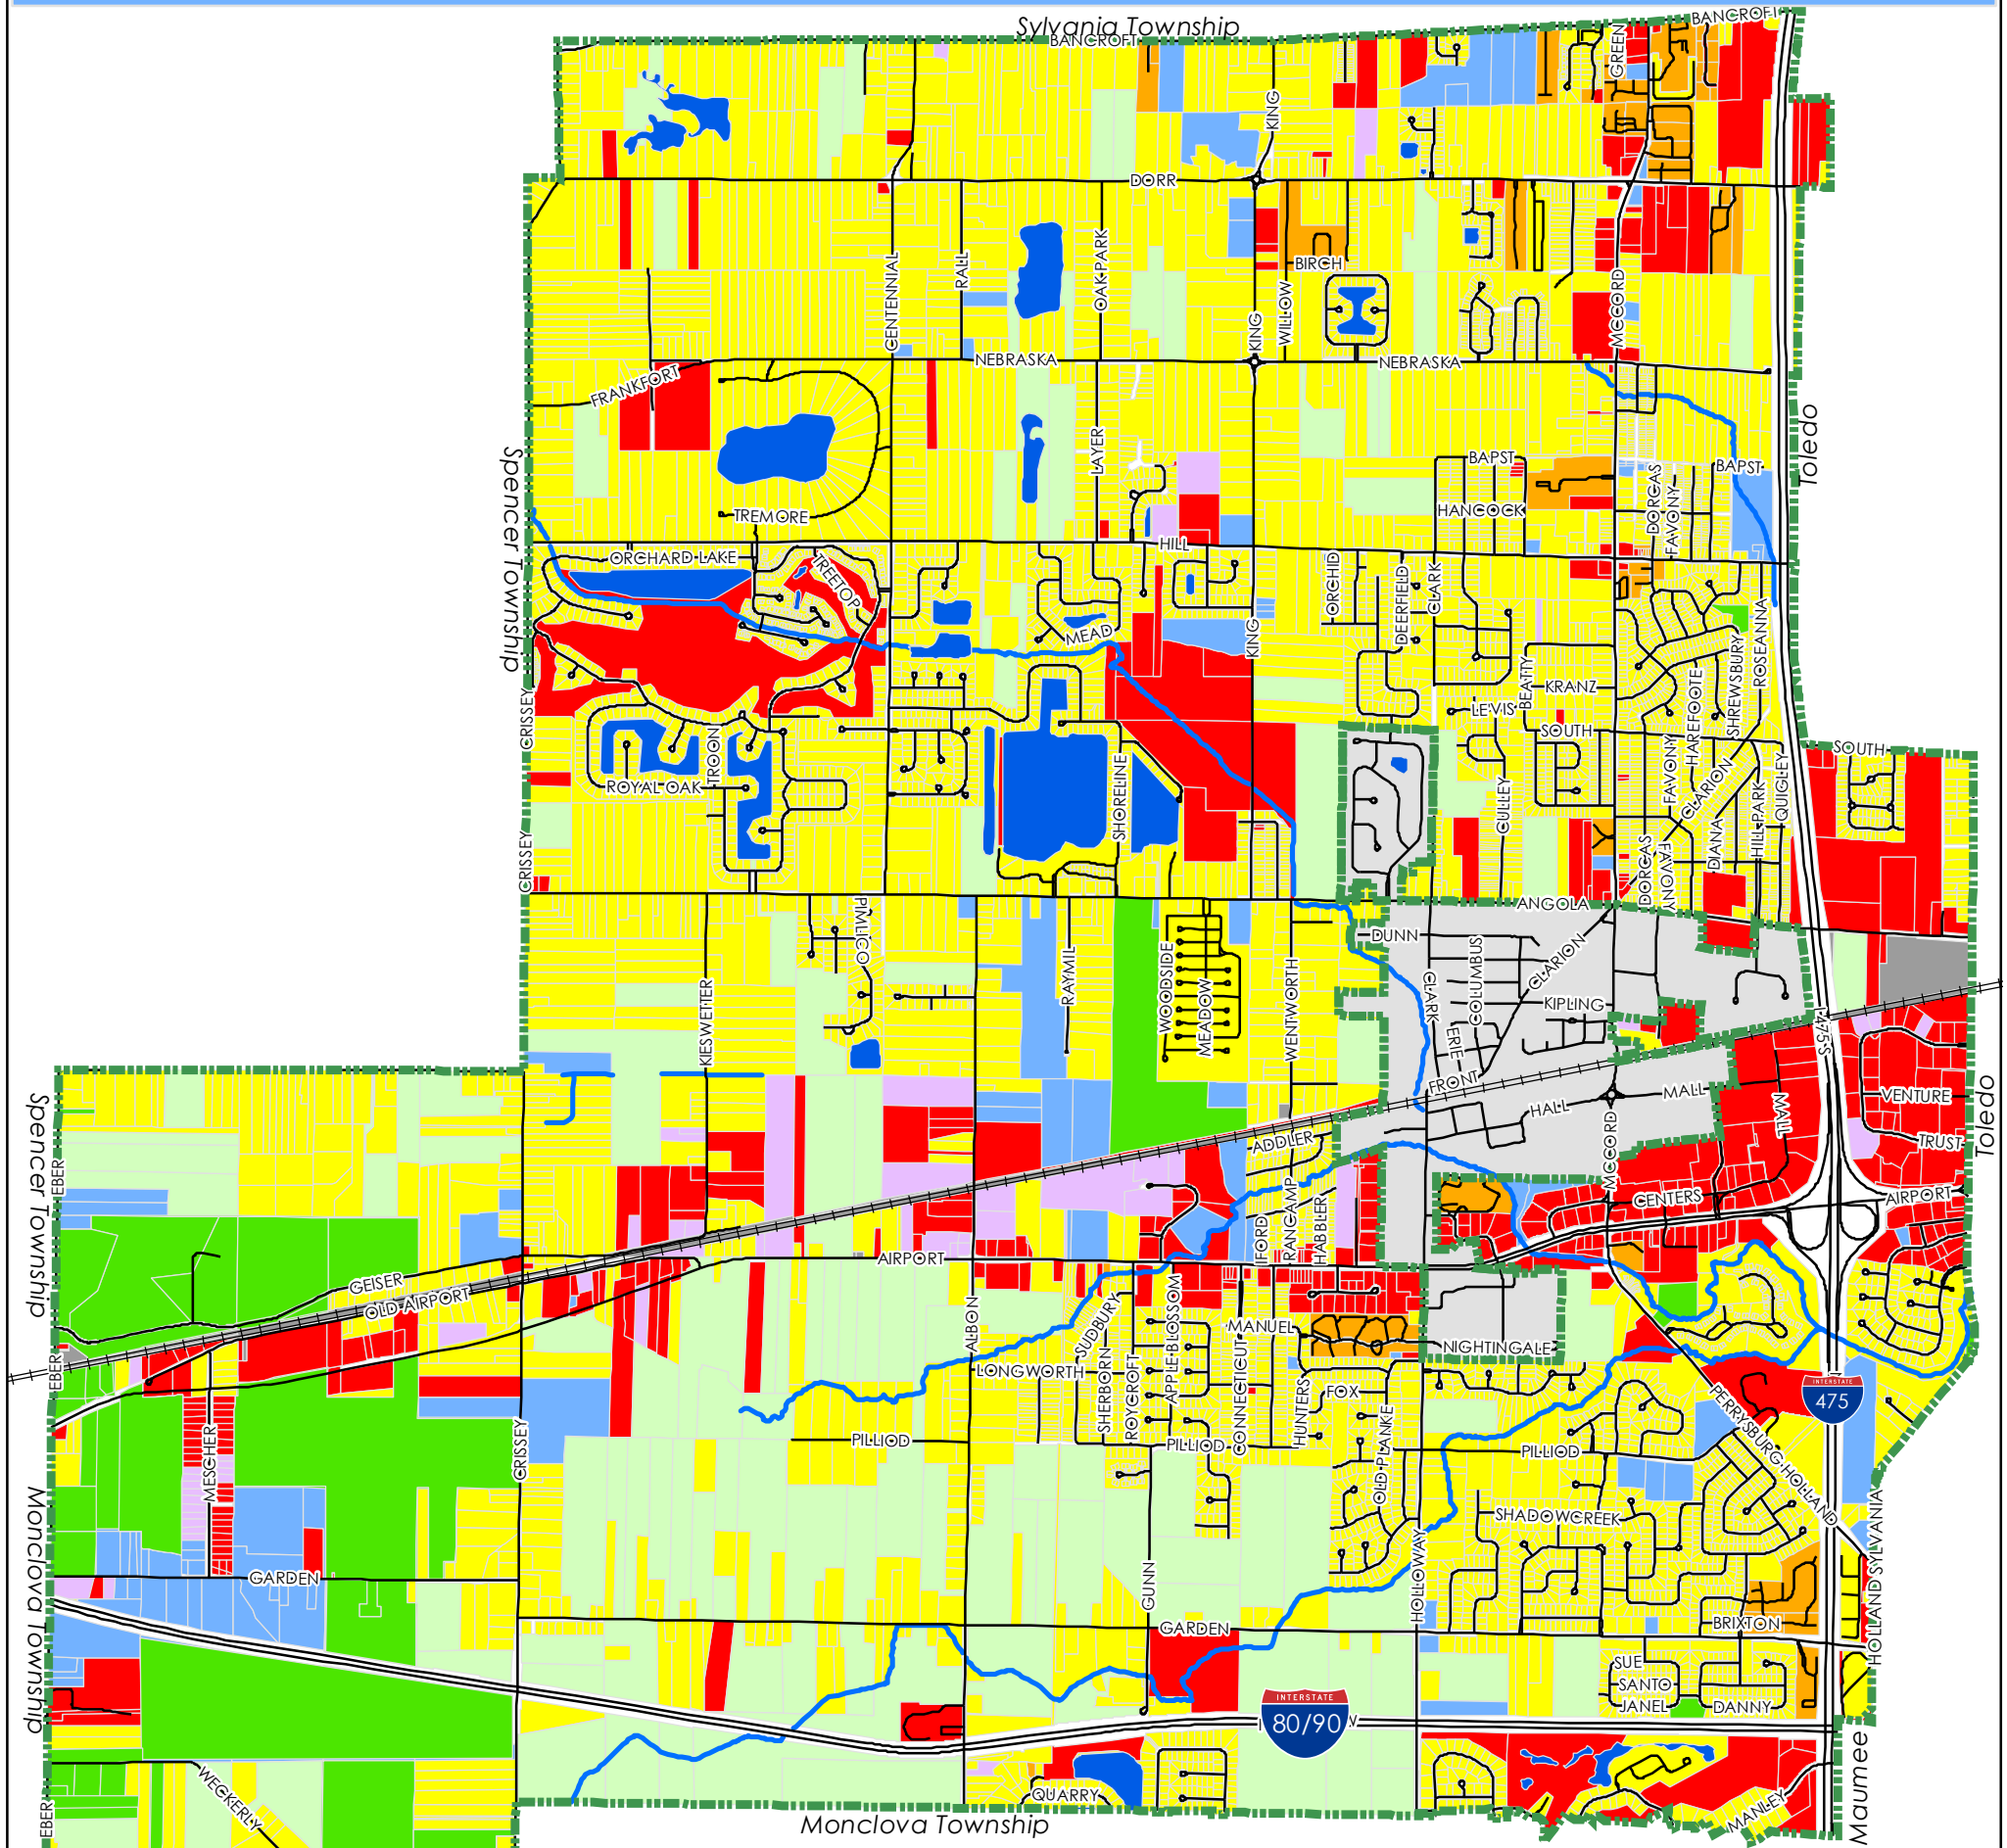 Sylvania Township
BANCROFT
BANCROFT
GREEN
KING
DORR
CENTENNIAL
RALL
OAK PARK
BIRCH
WILLOW
KING
MCCORD
NEBRASKA
NEBRASKA
FRANKFORT
Toledo
Spencer Township
LAYER
BAPST
BAPST
DORCAS
FAVONY
HANCOCK
TREMORE
HILL
ORCHARD LAKE
TREETOP
ORCHID
DEERFIELD
CLARK
MEAD
KING
ROSEANNA
SHREWSBURY
HAREFOOTE
BEATTY
KRANZ
LEVIS
SOUTH
SOUTH
CRISSEY
TROON
ROYAL OAK
SHORELINE
CULLEY
FAVONY
CLARION
HILL PARK
QUIGLEY
DIANA
CRISSEY
DORCAS
FAVONY
ANGOLA
PIMLICO
DUNN
COLUMBUS
CLARION
RAYMIL
WOODSIDE
MEADOW
WENTWORTH
CLARK
KIPLING
KIESWETTER
ERIE
I-475 S
FRONT
HALL
MALL
MALL
VENTURE
TRUST
Toledo
Spencer Township
EBER
ADDLER
MCCORD
CENTERS
AIRPORT
IFORD
RANCAMP
HABBLER
AIRPORT
GEISER
OLD AIRPORT
ALBON
SUDBURY
APPLE BLOSSOM
MANUEL
NIGHTINGALE
EBER
LONGWORTH
SHERBORN
ROYCROFT
CONNECTICUT
HUNTERS
FOX
OLD PLANKE
INTERSTATE
475
PERRYSBURG-HOLLAND
MESCHER
CRISSEY
PILLIOD
PILLIOD
PILLIOD
SHADOWCREEK
Monclova Township
GARDEN
GUNN
HOLLOWAY
HOLLAND SYLVANIA
GARDEN
BRIXTON
SUE
SANTO
JANEL
DANNY
INTERSTATE
80/90
WECKERLY
EBER
QUARRY
MANLEY
Maumee
Monclova Township